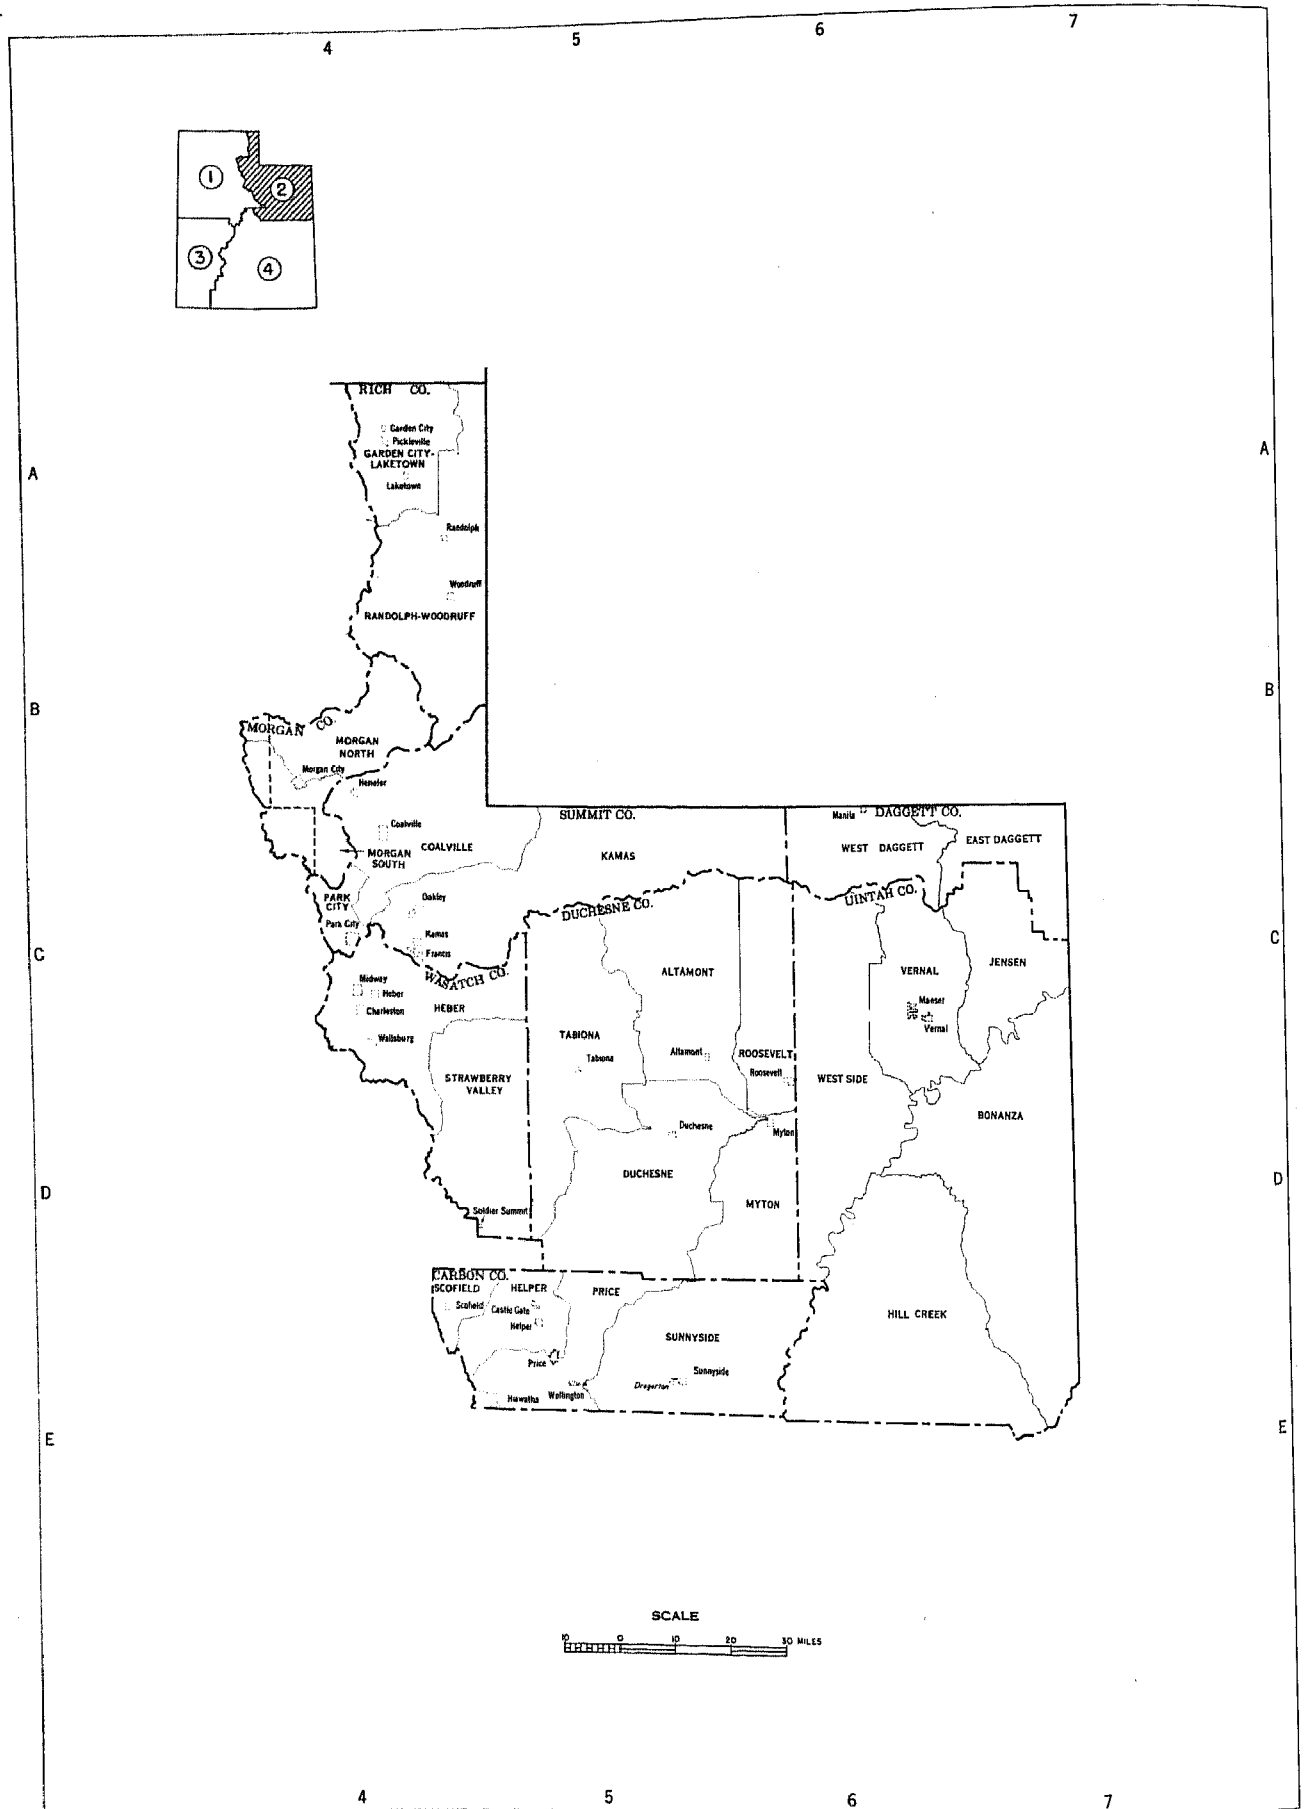 4
5
6
7
1
2
3
4
RICH CO.
Garden City
Pickleville
GARDEN CITY-
LAKETOWN
Laketown
A
A
Randolph
Woodruff
RANDOLPH-WOODRUFF
B
B
MORGAN CO.
MORGAN
NORTH
Morgan City
Henefer
SUMMIT CO.
Manila
DAGGETT CO.
Coalville
COALVILLE
MORGAN
SOUTH
KAMAS
WEST DAGGETT
EAST DAGGETT
PARK
CITY
Oakley
DUCHESNE CO.
UINTAH CO.
Park City
Kamas
Francis
C
C
WASATCH CO.
ALTAMONT
VERNAL
JENSEN
Midway
Heber
Charleston
HEBER
Maeser
Vernal
Wallsburg
TABIONA
Tabiona
Altamont
ROOSEVELT
Roosevelt
STRAWBERRY
VALLEY
WEST SIDE
BONANZA
Duchesne
Myton
DUCHESNE
D
D
MYTON
Soldier Summit
CARBON CO.
SCOFIELD
HELPER
PRICE
Scofield
Castle Gate
Helper
HILL CREEK
SUNNYSIDE
Price
Sunnyside
Dragerton
Hiawatha
Wellington
E
E
SCALE
10 0 10 20 30 MILES
4
5
6
7